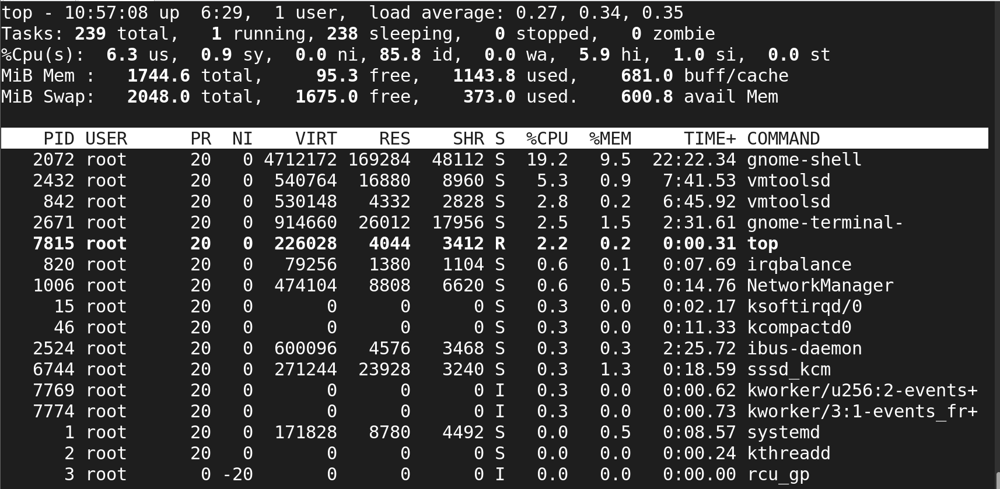 top - 10:57:08 up  6:29,  1 user,  load average: 0.27, 0.34, 0.35
Tasks: 239 total,   1 running, 238 sleeping,   0 stopped,   0 zombie
%Cpu(s):  6.3 us,  0.9 sy,  0.0 ni, 85.8 id,  0.0 wa,  5.9 hi,  1.0 si,  0.0 st
MiB Mem :   1744.6 total,     95.3 free,   1143.8 used,    681.0 buff/cache
MiB Swap:   2048.0 total,   1675.0 free,    373.0 used.    600.8 avail Mem
    PID USER      PR  NI    VIRT    RES    SHR S  %CPU  %MEM     TIME+ COMMAND
   2072 root      20   0 4712172 169284  48112 S  19.2   9.5  22:22.34 gnome-shell
   2432 root      20   0  540764  16880   8960 S   5.3   0.9   7:41.53 vmtoolsd
    842 root      20   0  530148   4332   2828 S   2.8   0.2   6:45.92 vmtoolsd
   2671 root      20   0  914660  26012  17956 S   2.5   1.5   2:31.61 gnome-terminal-
   7815 root      20   0  226028   4044   3412 R   2.2   0.2   0:00.31 top
    820 root      20   0   79256   1380   1104 S   0.6   0.1   0:07.69 irqbalance
   1006 root      20   0  474104   8808   6620 S   0.6   0.5   0:14.76 NetworkManager
     15 root      20   0       0      0      0 S   0.3   0.0   0:02.17 ksoftirqd/0
     46 root      20   0       0      0      0 S   0.3   0.0   0:11.33 kcompactd0
   2524 root      20   0  600096   4576   3468 S   0.3   0.3   2:25.72 ibus-daemon
   6744 root      20   0  271244  23928   3240 S   0.3   1.3   0:18.59 sssd_kcm
   7769 root      20   0       0      0      0 I   0.3   0.0   0:00.62 kworker/u256:2-events+
   7774 root      20   0       0      0      0 I   0.3   0.0   0:00.73 kworker/3:1-events_fr+
      1 root      20   0  171828   8780   4492 S   0.0   0.5   0:08.57 systemd
      2 root      20   0       0      0      0 S   0.0   0.0   0:00.24 kthreadd
      3 root       0 -20       0      0      0 I   0.0   0.0   0:00.00 rcu_gp